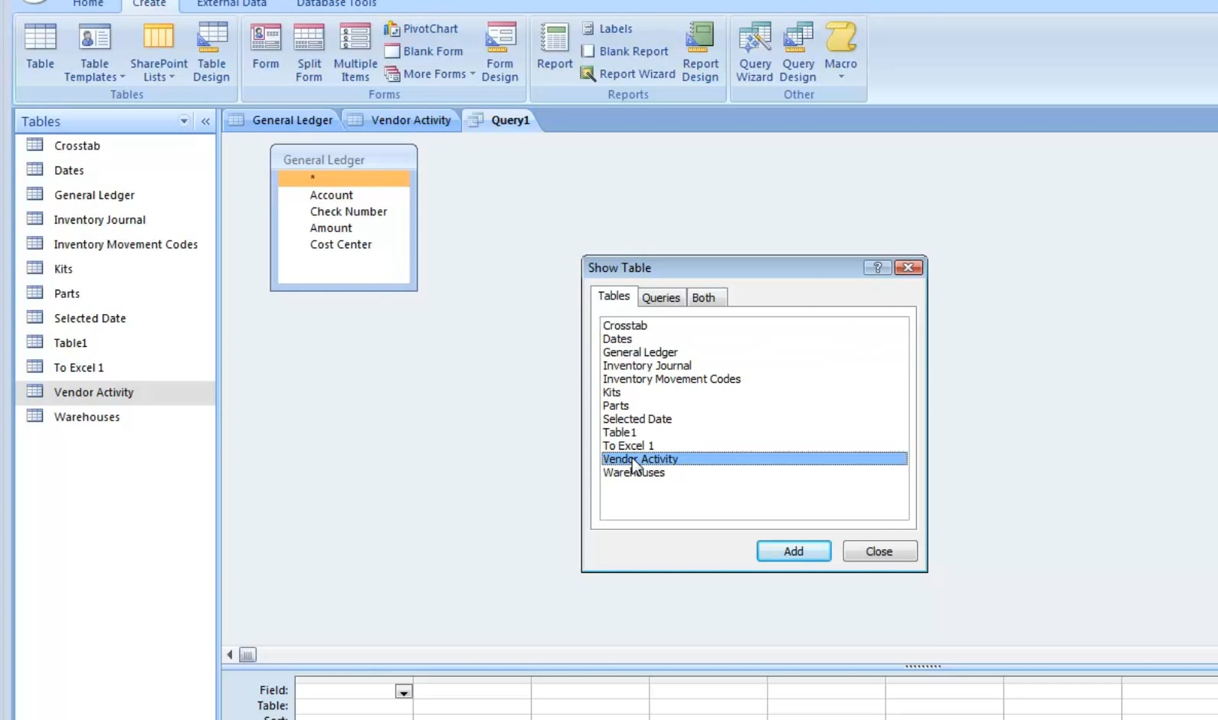 Home Create External Data Database Tools
Table
Table Templates
SharePoint Lists
Table Design
Tables
Form
Split Form
Multiple Items
PivotChart
Blank Form
More Forms
Form Design
Forms
Report
Labels
Blank Report
Report Wizard
Report Design
Reports
Query Wizard
Query Design
Macro
Other
Tables «
Crosstab
Dates
General Ledger
Inventory Journal
Inventory Movement Codes
Kits
Parts
Selected Date
Table1
To Excel 1
Vendor Activity
Warehouses
General Ledger Vendor Activity Query1
General Ledger
*
Account
Check Number
Amount
Cost Center
Show Table ?
Tables Queries Both
Crosstab
Dates
General Ledger
Inventory Journal
Inventory Movement Codes
Kits
Parts
Selected Date
Table1
To Excel 1
Vendor Activity
Warehouses
Add Close
Field:
Table: